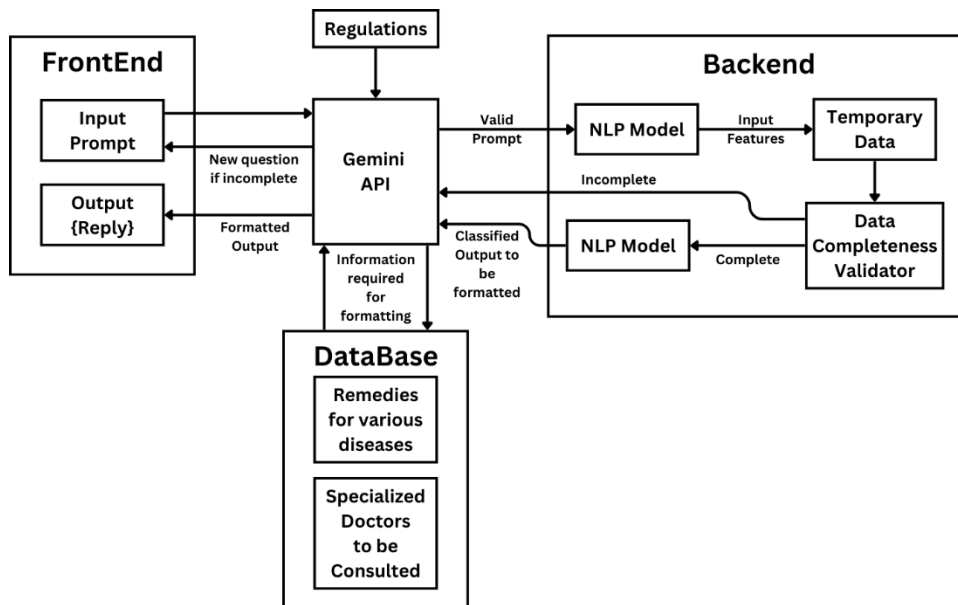 Regulations
FrontEnd
Input
Prompt
New question
if incomplete
Output
{Reply}
Formatted
Output
Gemini
API
Valid
Prompt
Backend
NLP Model
Input
Features
Temporary
Data
Incomplete
Data
Completeness
Validator
Complete
NLP Model
Classified
Output to
be
formatted
Information
required
for
formatting
DataBase
Remedies
for various
diseases
Specialized
Doctors
to be
Consulted